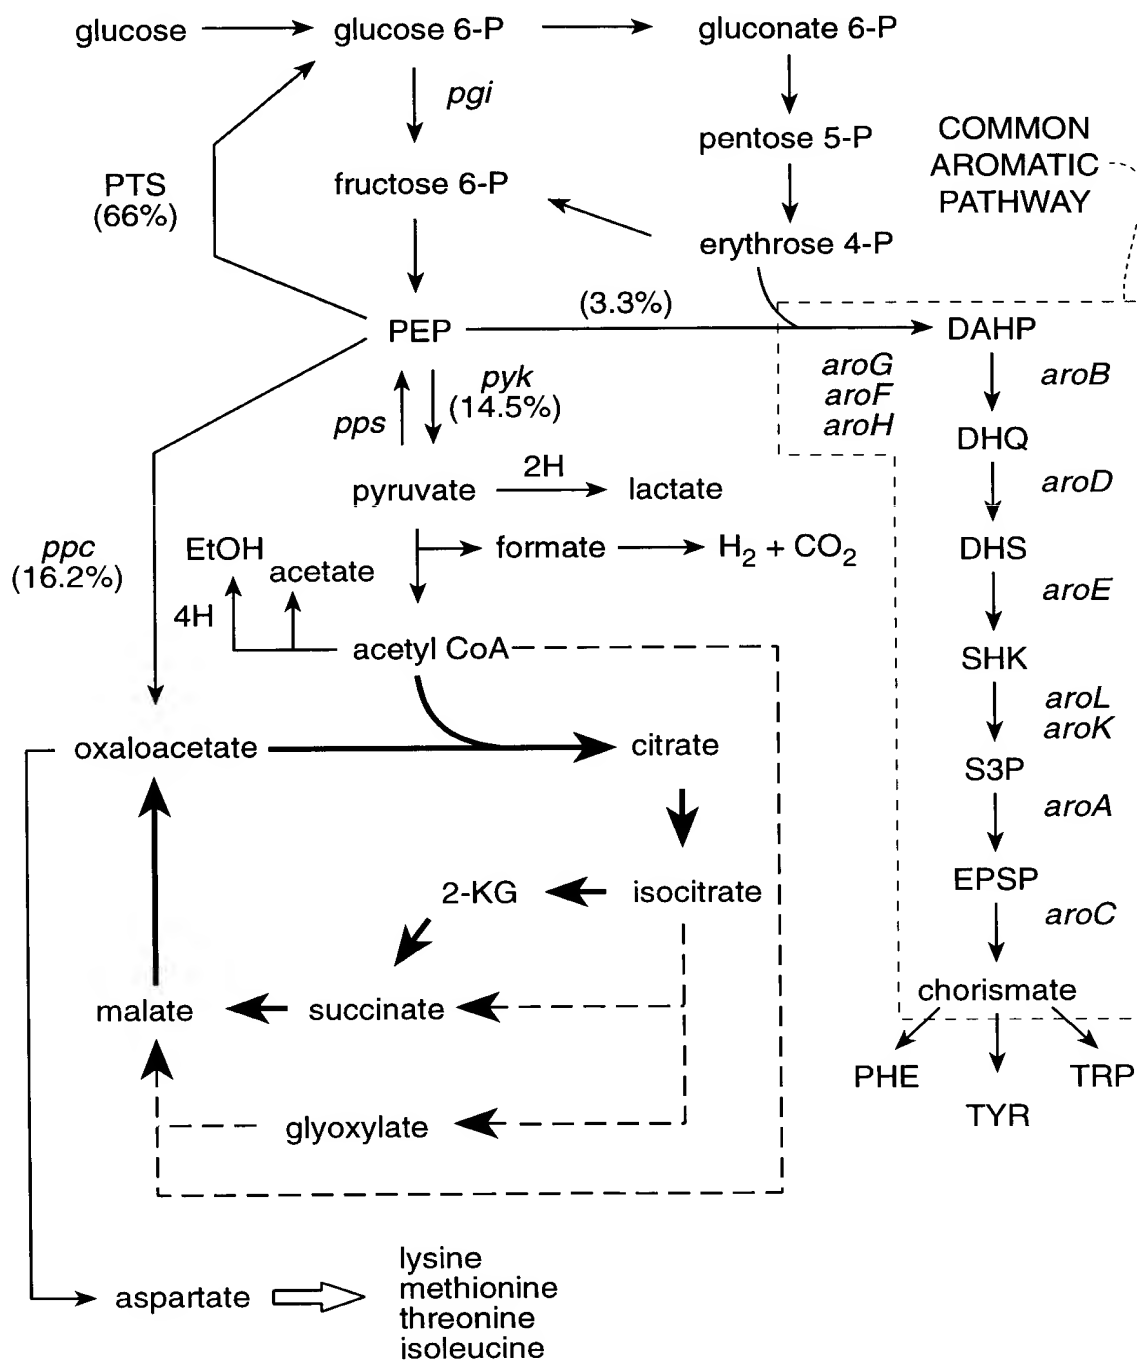 glucose
glucose 6-P
gluconate 6-P
pgi
pentose 5-P
COMMON
AROMATIC
PATHWAY
PTS
(66%)
fructose 6-P
erythrose 4-P
(3.3%)
PEP
DAHP
aroG
aroF
aroH
aroB
pyk
(14.5%)
pps
DHQ
2H
pyruvate
lactate
aroD
ppc
(16.2%)
EtOH
acetate
formate
H2 + CO2
DHS
4H
aroE
acetyl CoA
SHK
aroL
aroK
oxaloacetate
citrate
S3P
aroA
2-KG
isocitrate
EPSP
aroC
malate
succinate
chorismate
PHE
TRP
TYR
glyoxylate
aspartate
lysine
methionine
threonine
isoleucine